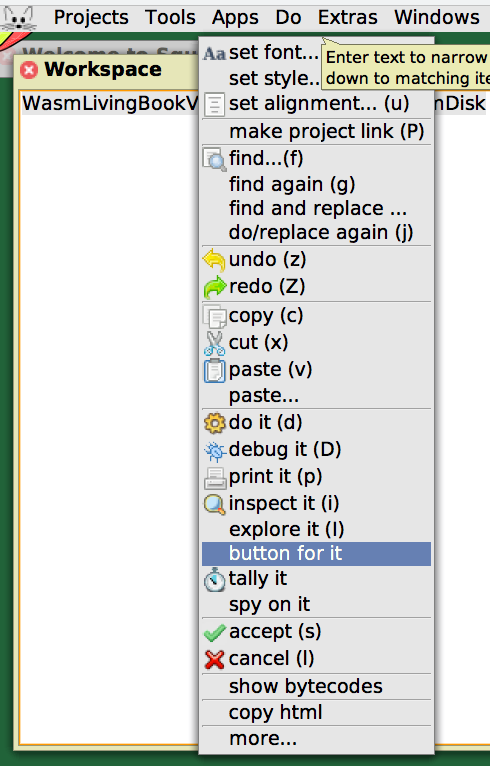 Projects Tools Apps Do Extras Windows
Enter text to narrow
down to matching ite
Welcome to Squ
Workspace
WasmLivingBookV
mDisk
Aa set font...
set style..
set alignment... (u)
make project link (P)
find...(f)
find again (g)
find and replace ...
do/replace again (j)
undo (z)
redo (Z)
copy (c)
cut (x)
paste (v)
paste...
do it (d)
debug it (D)
print it (p)
inspect it (i)
explore it (I)
button for it
tally it
spy on it
accept (s)
cancel (l)
show bytecodes
copy html
more...